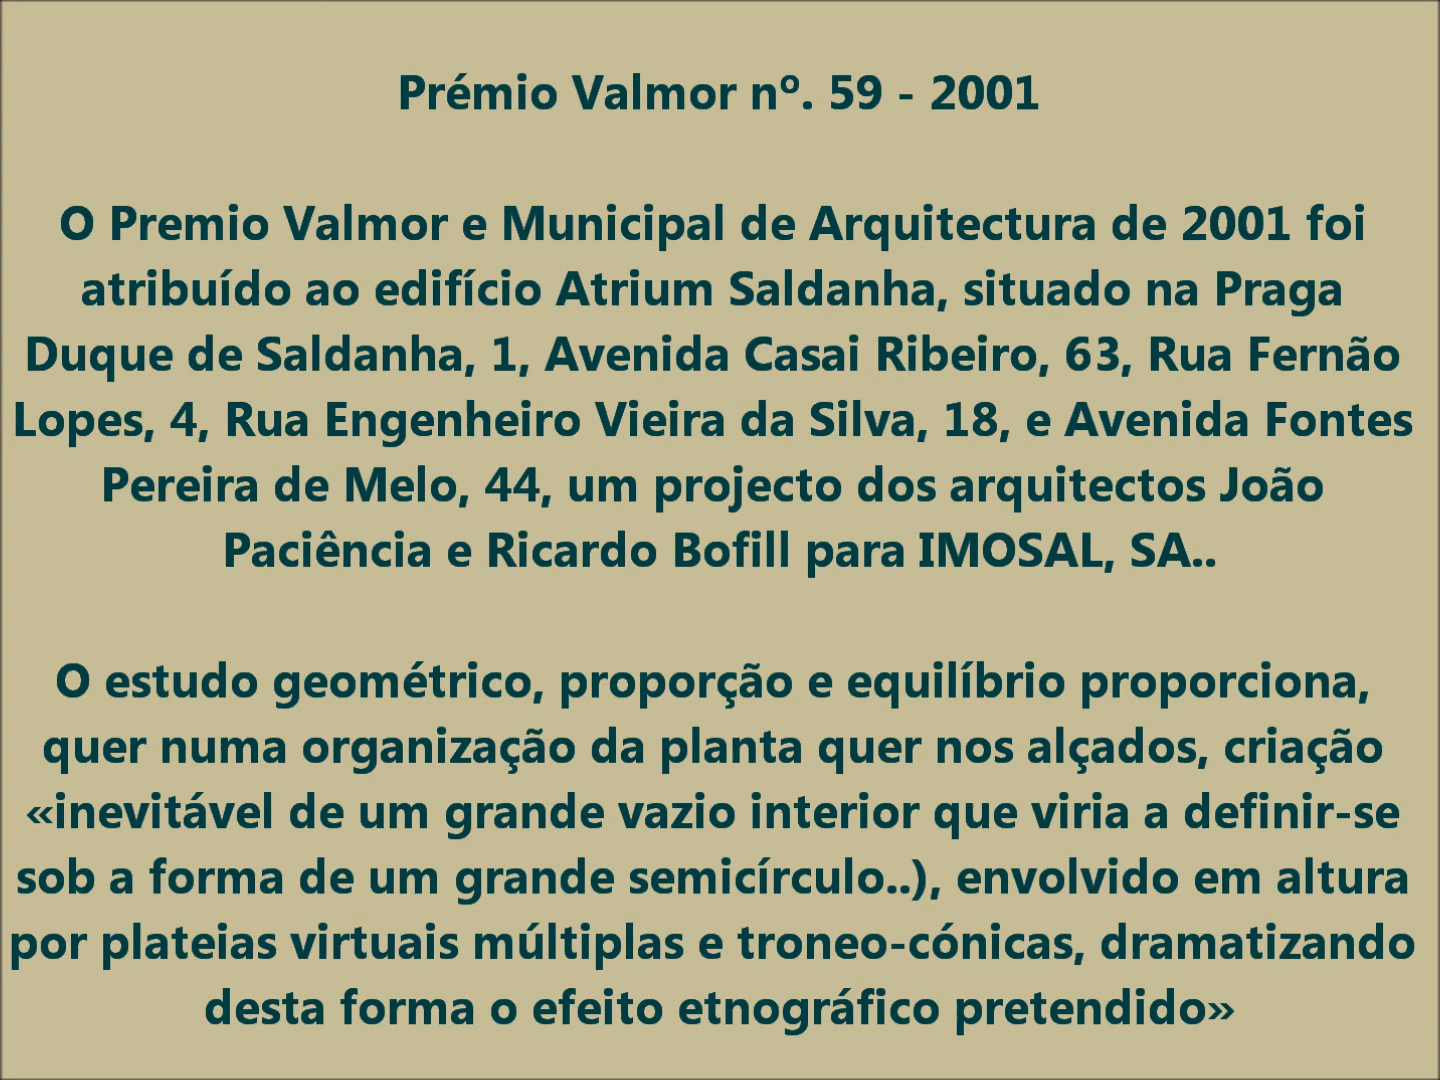 Prémio Valmor nº. 59 - 2001
O Premio Valmor e Municipal de Arquitectura de 2001 foi
atribuído ao edifício Atrium Saldanha, situado na Praga
Duque de Saldanha, 1, Avenida Casai Ribeiro, 63, Rua Fernão
Lopes, 4, Rua Engenheiro Vieira da Silva, 18, e Avenida Fontes
Pereira de Melo, 44, um projecto dos arquitectos João
Paciência e Ricardo Bofill para IMOSAL, SA..
O estudo geométrico, proporção e equilíbrio proporciona,
quer numa organização da planta quer nos alçados, criação
«inevitável de um grande vazio interior que viria a definir-se
sob a forma de um grande semicírculo..), envolvido em altura
por plateias virtuais múltiplas e troneo-cónicas, dramatizando
desta forma o efeito etnográfico pretendido»